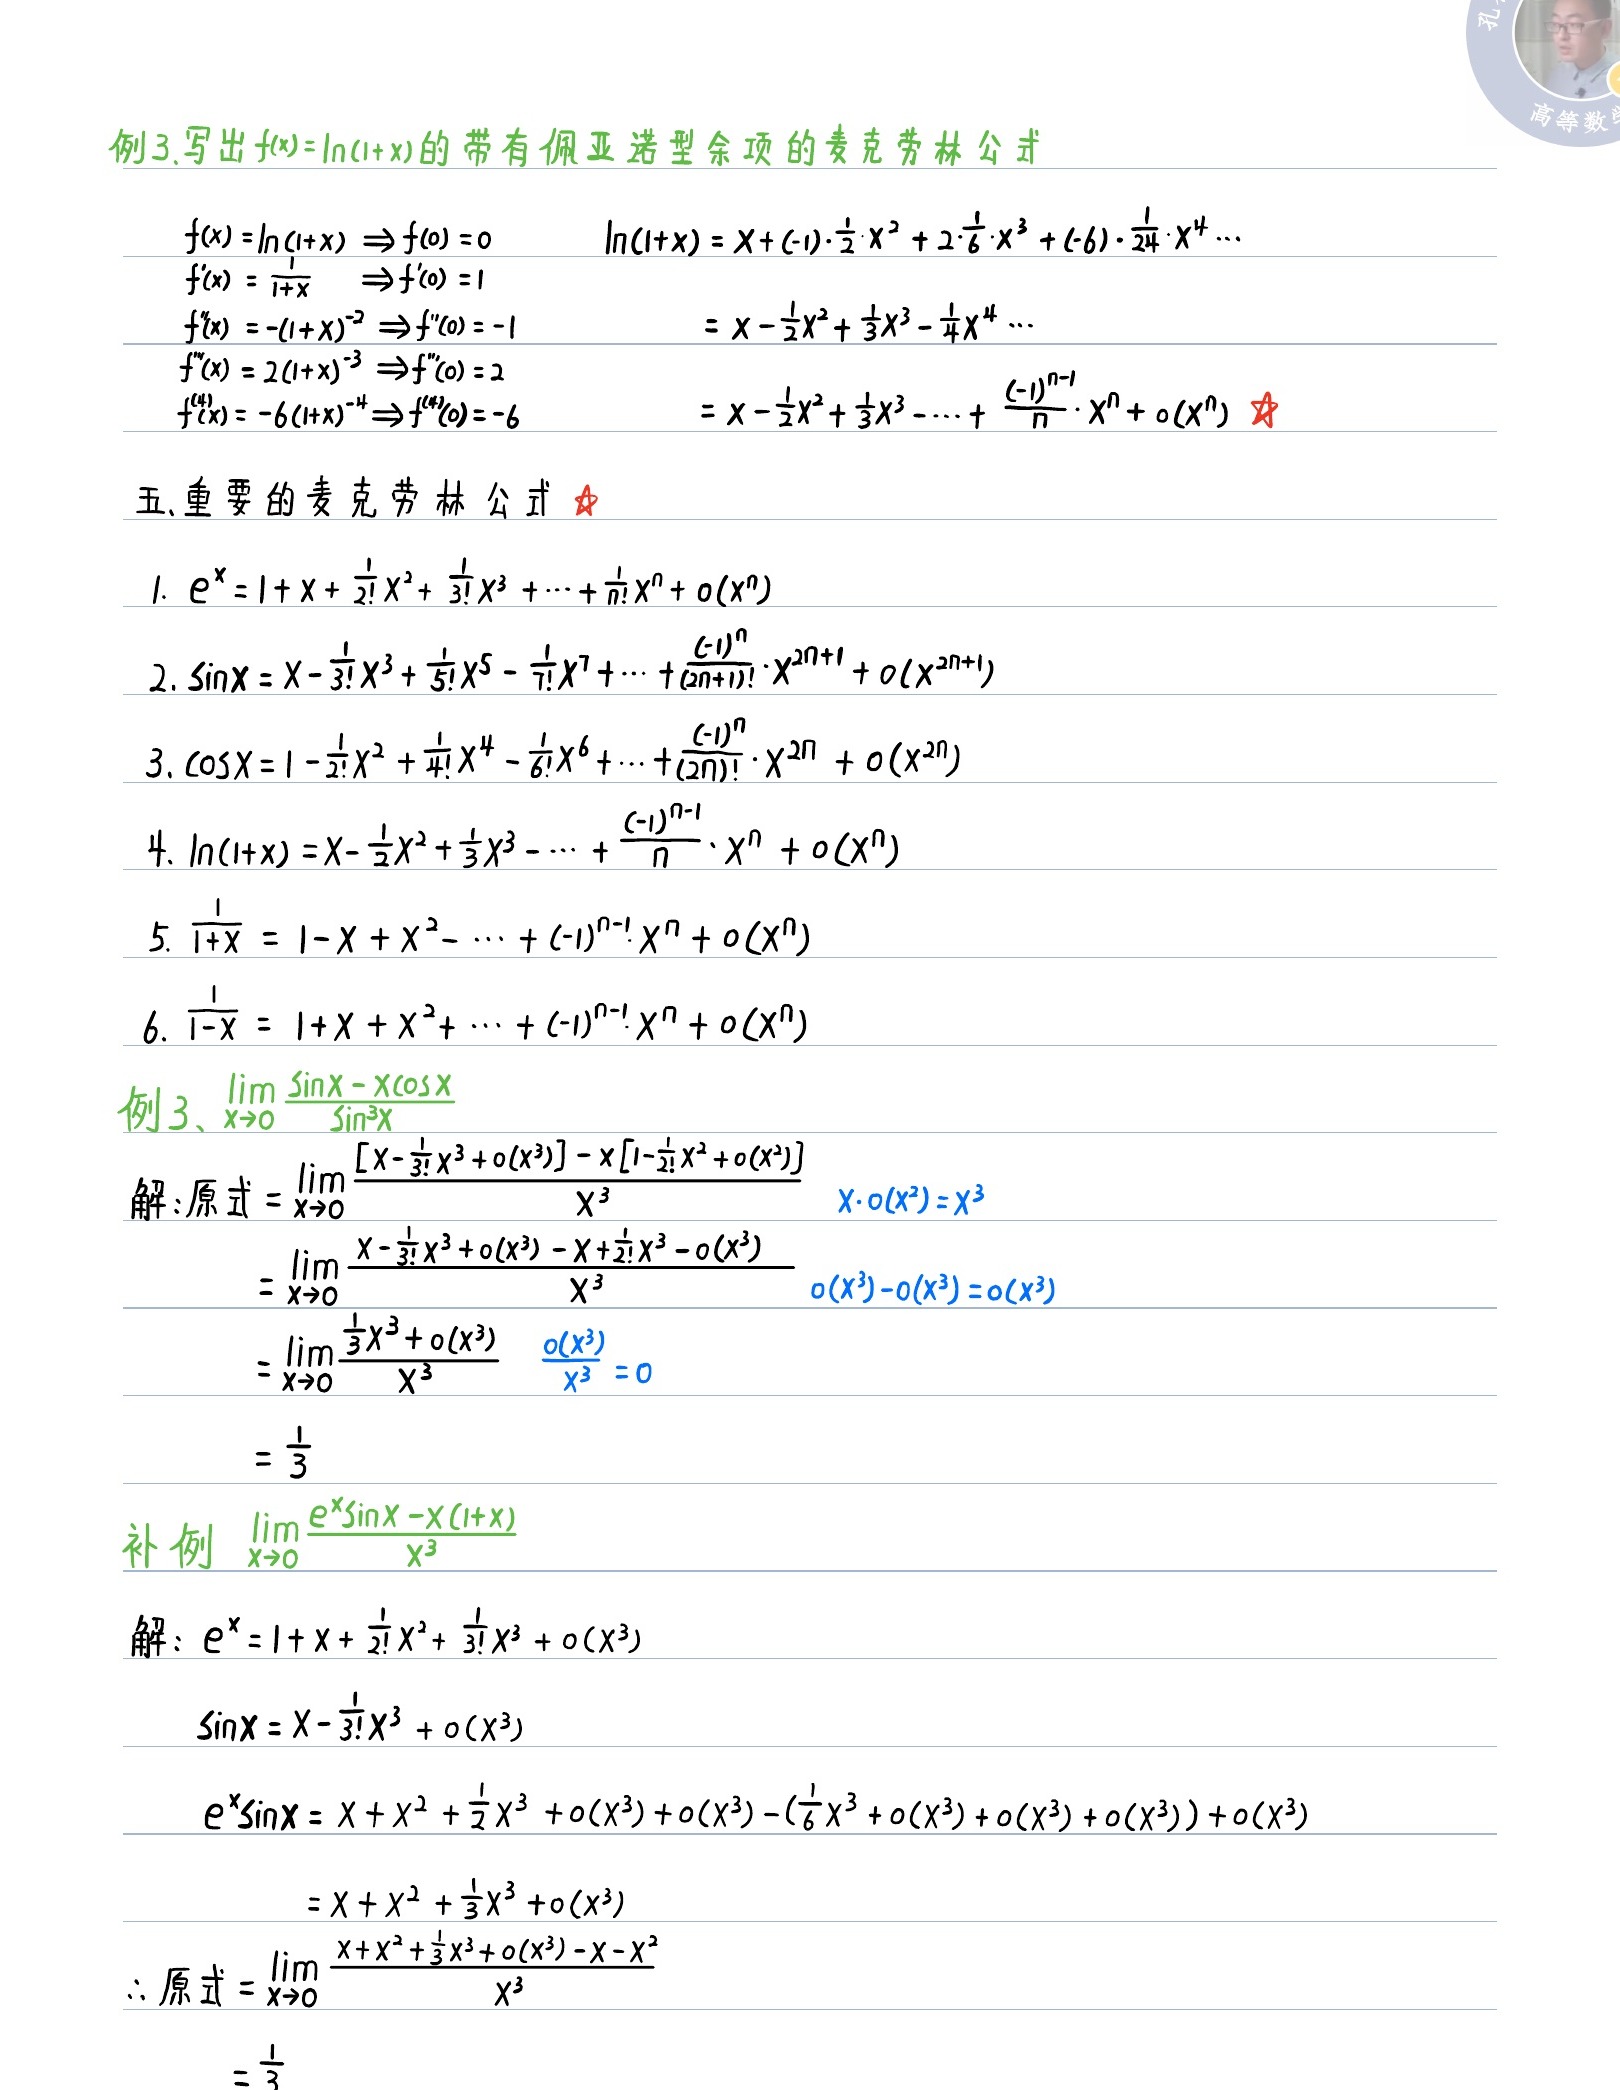 孔
高等数学
例3.写出f(x)=ln(1+x)的带有佩亚诺型余项的麦克劳林公式
f(x)=ln(1+x) ⇒f(0)=0 ln(1+x)=x+(-1)·1/2·x²+2·1/6·x³+(-6)·1/24·x⁴…
f'(x)=1/(1+x) ⇒f'(0)=1
f''(x)=-(1+x)⁻² ⇒f''(0)=-1 =x-1/2x²+1/3x³-1/4x⁴…
f'''(x)=2(1+x)⁻³ ⇒f'''(0)=2
f⁽⁴⁾(x)=-6(1+x)⁻⁴⇒f⁽⁴⁾(0)=-6 =x-1/2x²+1/3x³-…+(-1)ⁿ⁻¹/n·xⁿ+o(xⁿ) ☆
五、重要的麦克劳林公式 ☆
1. eˣ=1+x+1/2!x²+1/3!x³+…+1/n!xⁿ+o(xⁿ)
2. sinx=x-1/3!x³+1/5!x⁵-1/7!x⁷+…+(-1)ⁿ/(2n+1)!·x²ⁿ⁺¹+o(x²ⁿ⁺¹)
3. cosx=1-1/2!x²+1/4!x⁴-1/6!x⁶+…+(-1)ⁿ/(2n)!·x²ⁿ+o(x²ⁿ)
4. ln(1+x)=x-1/2x²+1/3x³-…+(-1)ⁿ⁻¹/n·xⁿ+o(xⁿ)
5. 1/(1+x)=1-x+x²-…+(-1)ⁿ⁻¹·xⁿ+o(xⁿ)
6. 1/(1-x)=1+x+x²+…+(-1)ⁿ⁻¹·xⁿ+o(xⁿ)
例3、lim x→0 (sinx-xcosx)/sin³x
解:原式=lim x→0 ([x-1/3!x³+o(x³)]-x[1-1/2!x²+o(x²)])/x³ x·o(x²)=x³
=lim x→0 (x-1/3!x³+o(x³)-x+1/2!x³-o(x³))/x³ o(x³)-o(x³)=o(x³)
=lim x→0 (1/3x³+o(x³))/x³ o(x³)/x³=0
=1/3
补例 lim x→0 (eˣsinx-x(1+x))/x³
解: eˣ=1+x+1/2!x²+1/3!x³+o(x³)
sinx=x-1/3!x³+o(x³)
eˣsinx=x+x²+1/2x³+o(x³)+o(x³)-(1/6x³+o(x³)+o(x³)+o(x³))+o(x³)
=x+x²+1/3x³+o(x³)
∴原式=lim x→0 (x+x²+1/3x³+o(x³)-x-x²)/x³
=1/3